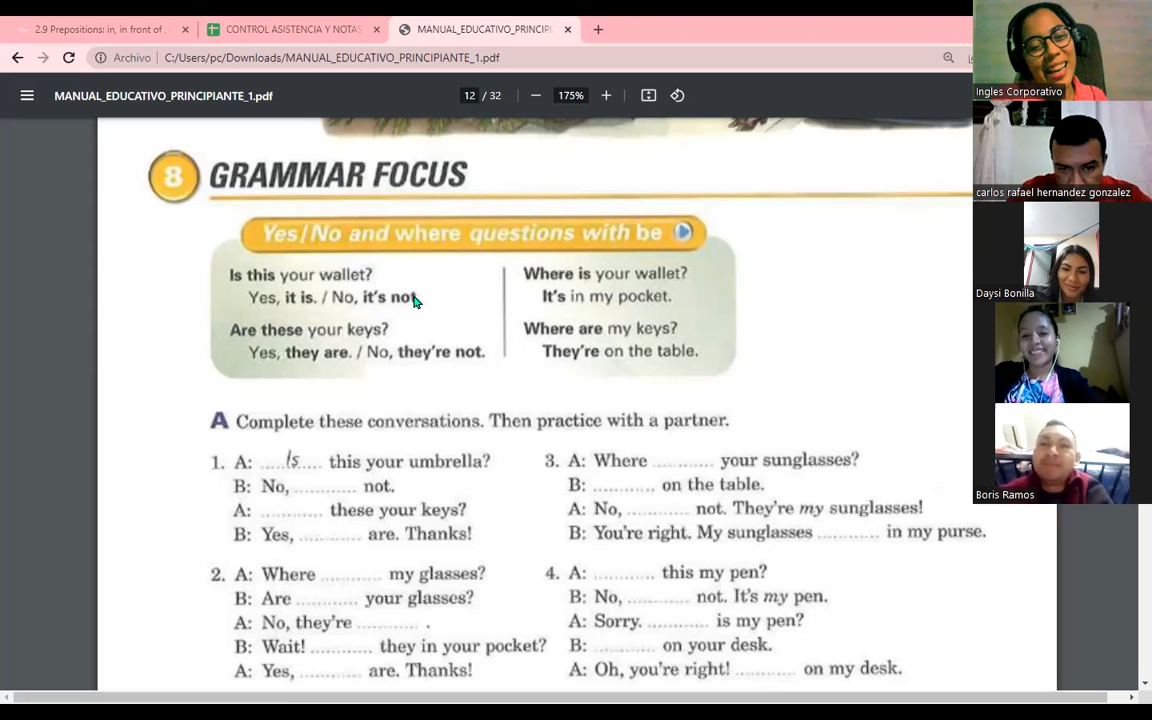 2.9 Prepositions: in, in front of
CONTROL ASISTENCIA Y NOTAS
MANUAL_EDUCATIVO_PRINCIPI
Archivo
C:/Users/pc/Downloads/MANUAL_EDUCATIVO_PRINCIPIANTE_1.pdf
MANUAL_EDUCATIVO_PRINCIPIANTE_1.pdf
12 / 32
175%
8 GRAMMAR FOCUS
Yes/No and where questions with be
Is this your wallet?
Yes, it is. / No, it's not
Are these your keys?
Yes, they are. / No, they're not.
Where is your wallet?
It's in my pocket.
Where are my keys?
They're on the table.
A Complete these conversations. Then practice with a partner.
1. A: ....Is.... this your umbrella?
B: No, ............ not.
A: ............ these your keys?
B: Yes, ............ are. Thanks!
2. A: Where ............ my glasses?
B: Are ............ your glasses?
A: No, they're ............ .
B: Wait! ............ they in your pocket?
A: Yes, ............ are. Thanks!
3. A: Where ............ your sunglasses?
B: ............ on the table.
A: No, ............ not. They're my sunglasses!
B: You're right. My sunglasses ............ in my purse.
4. A: ............ this my pen?
B: No, ............ not. It's my pen.
A: Sorry. ............ is my pen?
B: ............ on your desk.
A: Oh, you're right! ............ on my desk.
Ingles Corporativo
carlos rafael hernandez gonzalez
Daysi Bonilla
Boris Ramos